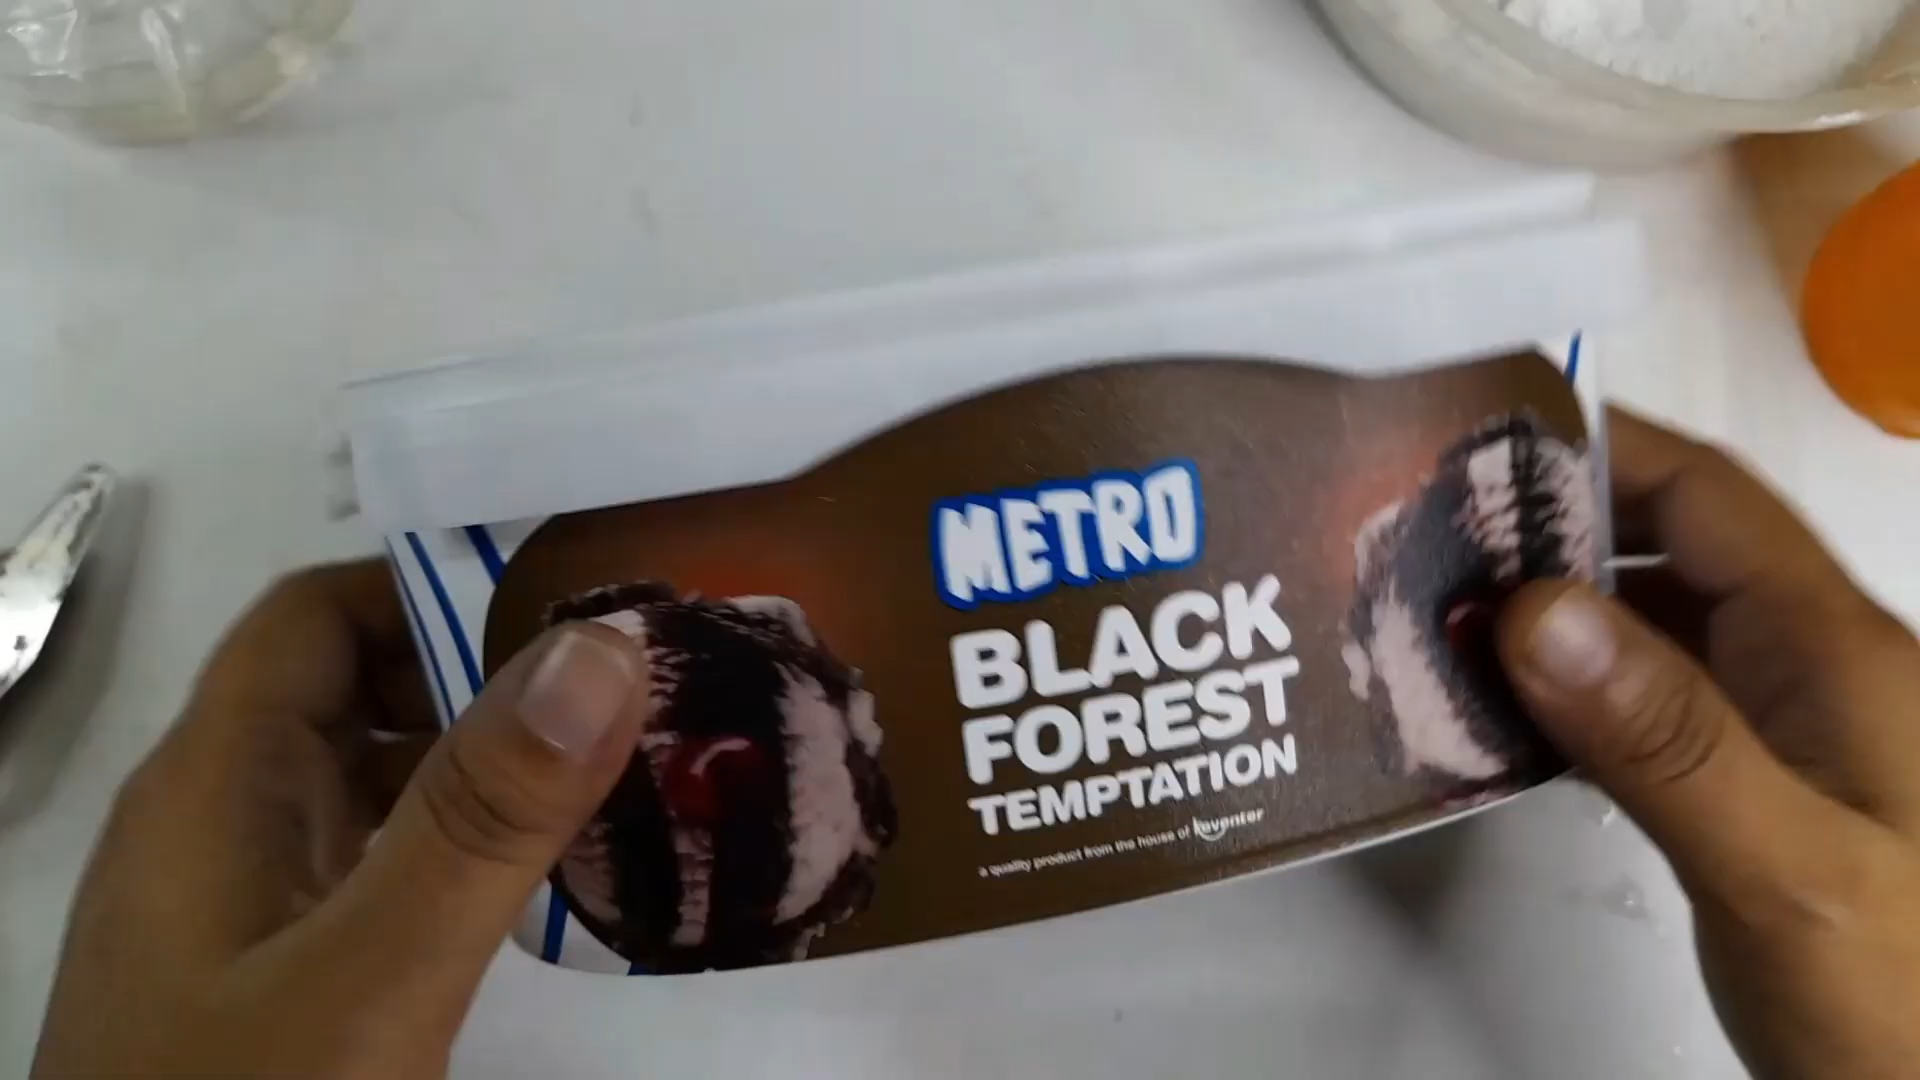 METRO
BLACK
FOREST
TEMPTATION
a quality product from the house of keventer